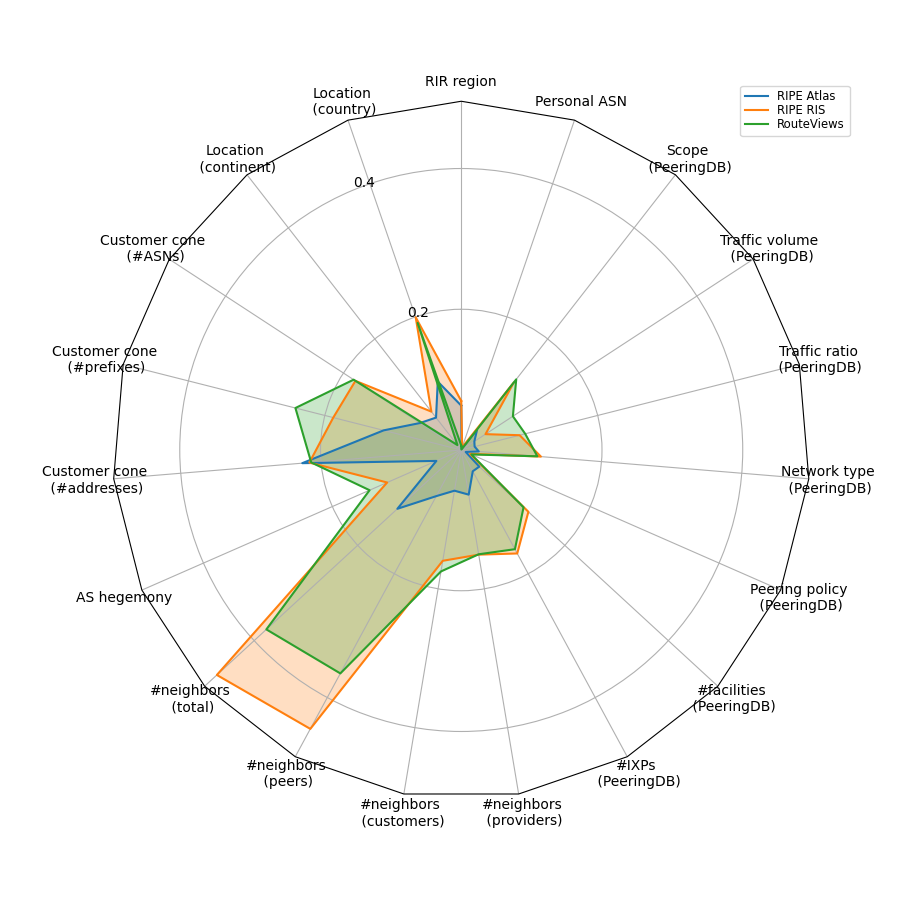 RIR region
Personal ASN
Location
(country)
RIPE Atlas
RIPE RIS
RouteViews
Location
(continent)
Scope
(PeeringDB)
0.4
Customer cone
(#ASNs)
Traffic volume
(PeeringDB)
0.2
Customer cone
(#prefixes)
Traffic ratio
(PeeringDB)
Customer cone
(#addresses)
Network type
(PeeringDB)
AS hegemony
Peering policy
(PeeringDB)
#neighbors
(total)
#facilities
(PeeringDB)
#neighbors
(peers)
#IXPs
(PeeringDB)
#neighbors
(customers)
#neighbors
(providers)